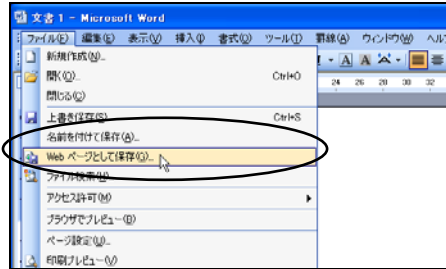 文書 1 - Microsoft Word
ファイル(F) 編集(E) 表示(V) 挿入(I) 書式(O) ツール(T) 罫線(A) ウィンドウ(W) ヘル
新規作成(N)...
開く(O)... Ctrl+O
24 26 28 30 32
閉じる(C)
上書き保存(S) Ctrl+S
名前を付けて保存(A)...
Web ページとして保存(G)...
ファイル検索(H)...
アクセス許可(M)
ブラウザでプレビュー(B)
ページ設定(U)...
印刷プレビュー(V)